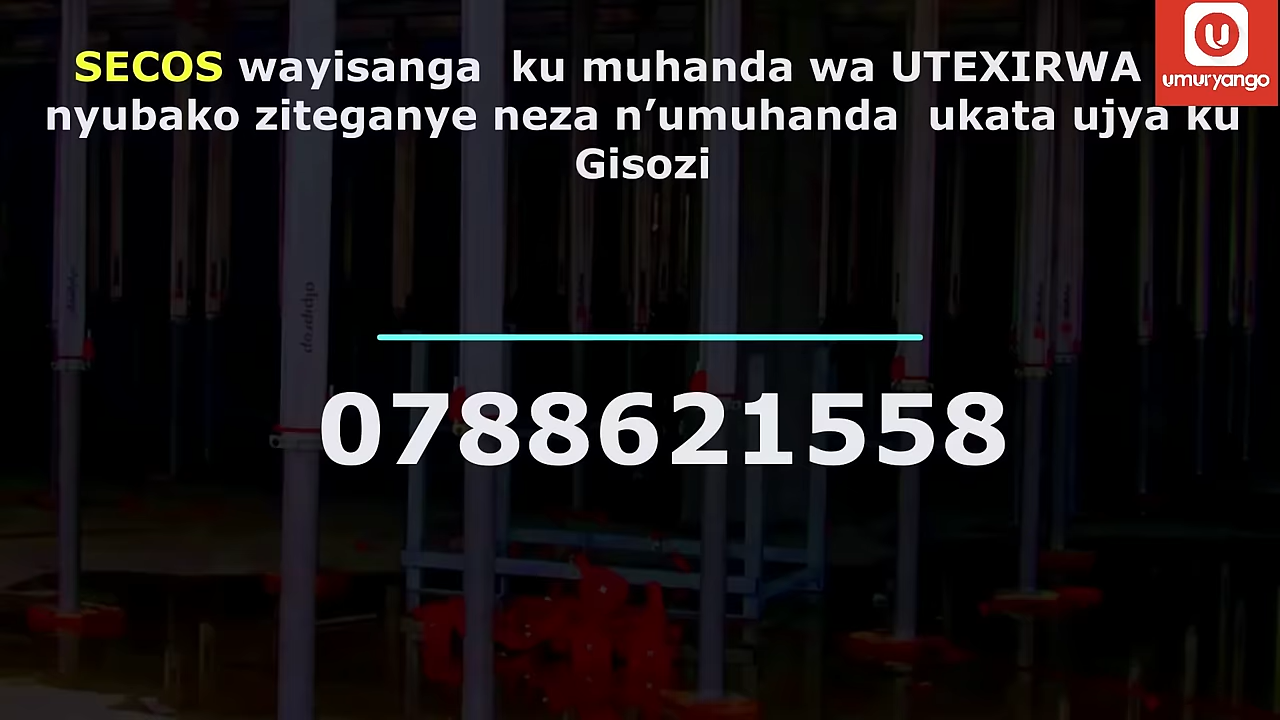 SECOS wayisanga ku muhanda wa UTEXIRWA
nyubako ziteganye neza n’umuhanda ukata ujya ku
Gisozi
umuryango
0788621558